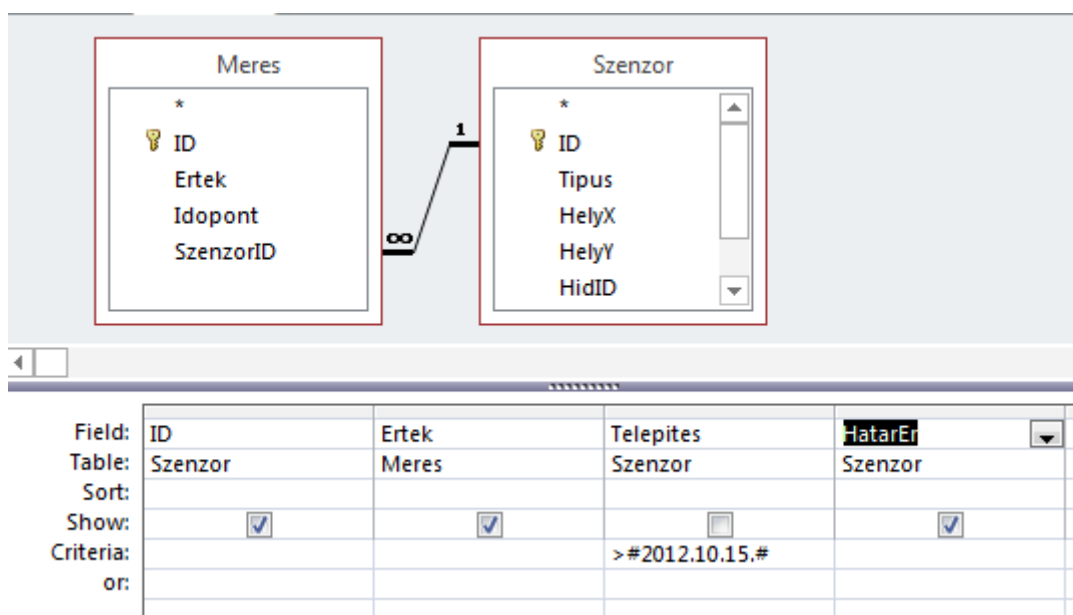 Meres
*
ID
Ertek
Idopont
SzenzorID
∞
1
Szenzor
*
ID
Tipus
HelyX
HelyY
HidID
Field: ID Ertek Telepites HatarEr
Table: Szenzor Meres Szenzor Szenzor
Sort:
Show:
Criteria: >#2012.10.15.#
or: